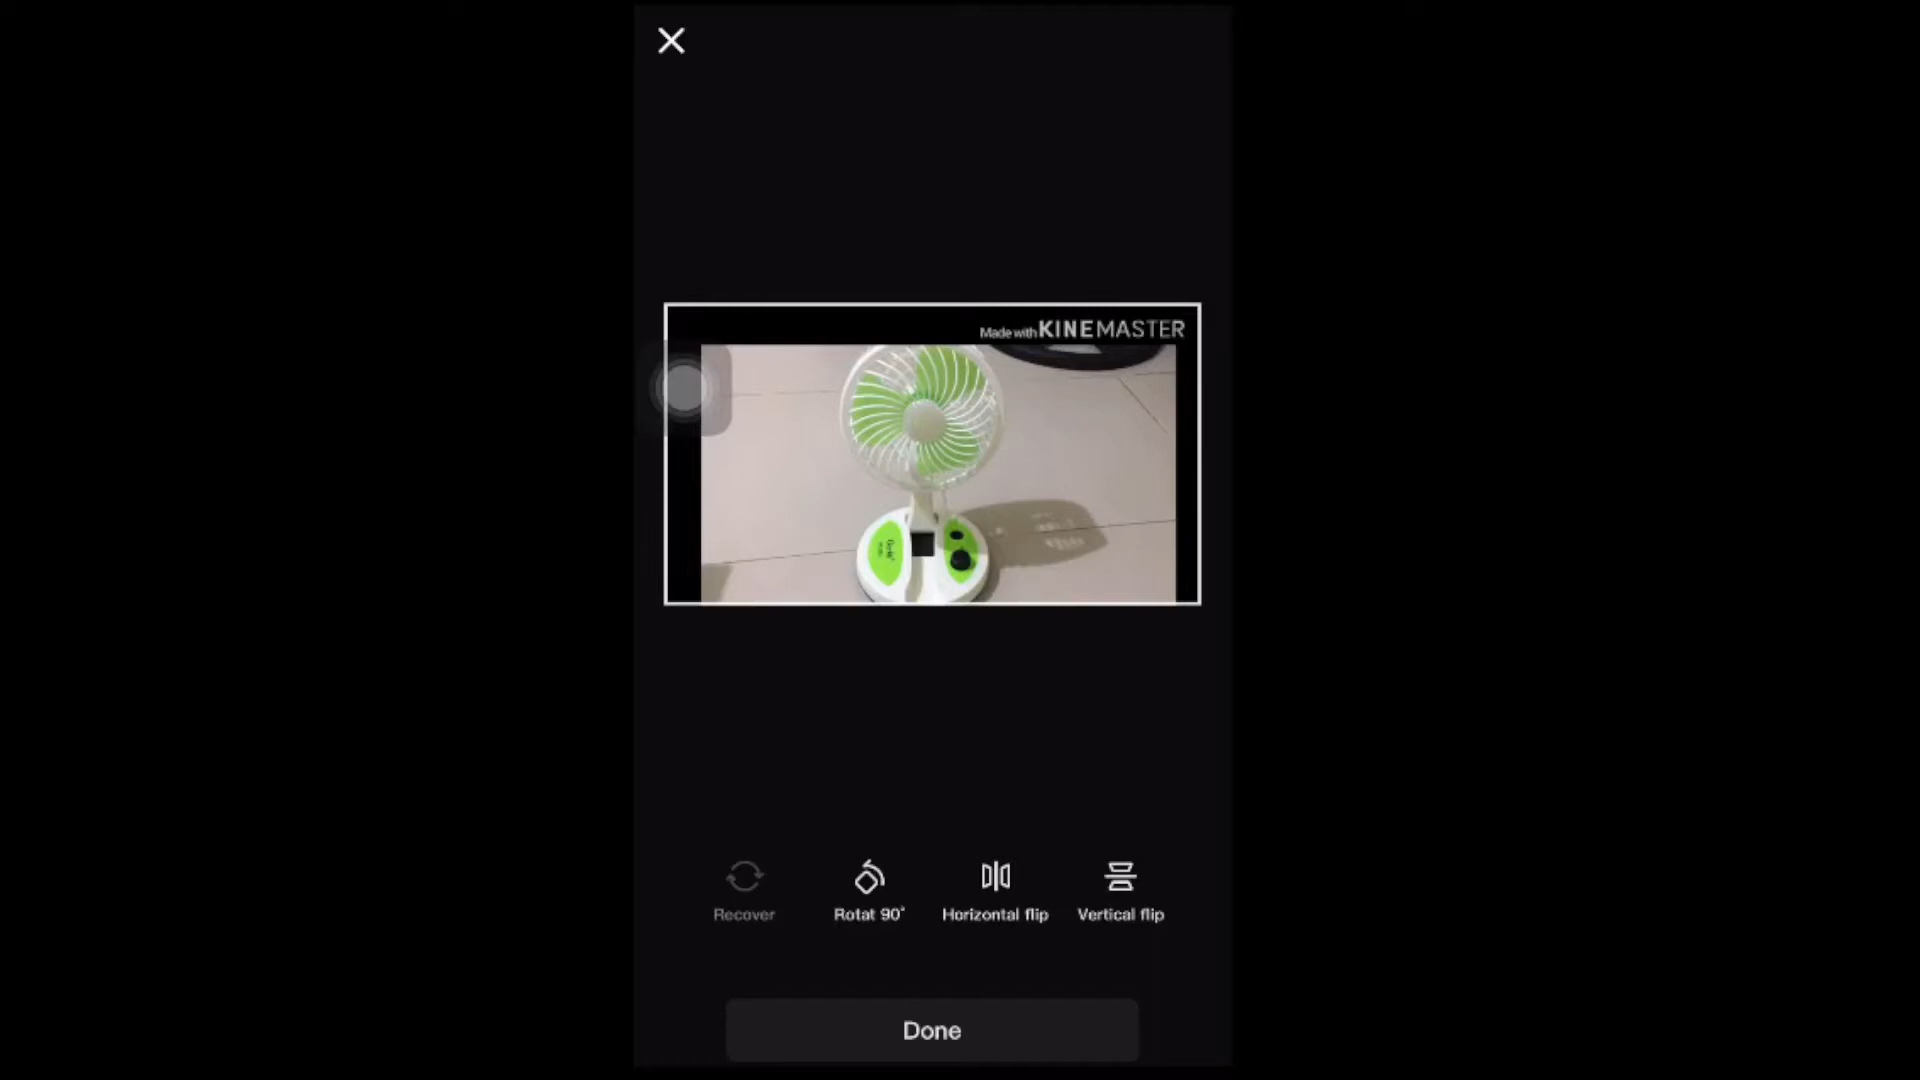 Made with KINEMASTER
Recover
Rotat 90°
Horizontal flip
Vertical flip
Done